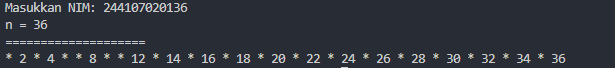 Masukkan NIM: 244107020136
n = 36
====================
* 2 * 4 * * 8 * * 12 * 14 * 16 * 18 * 20 * 22 * 24 * 26 * 28 * 30 * 32 * 34 * 36